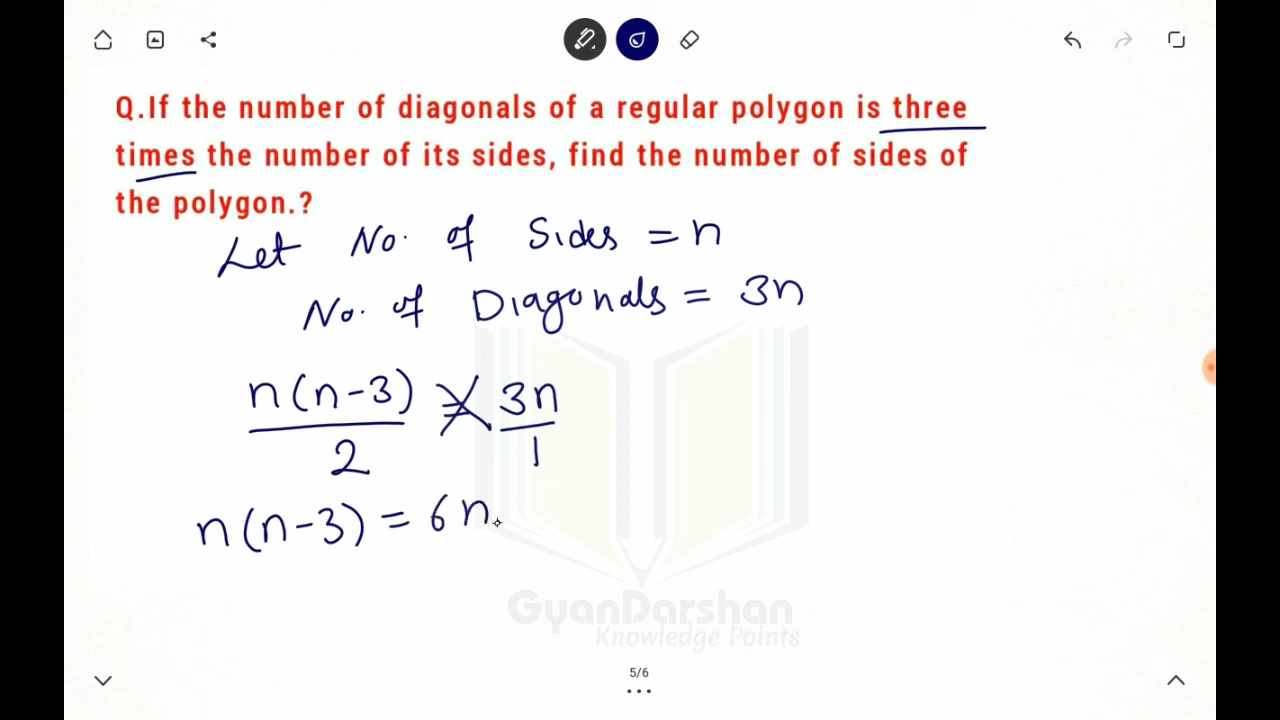 Q.If the number of diagonals of a regular polygon is three
times the number of its sides, find the number of sides of
the polygon.?
Let No. of Sides = n
No. of Diagonals = 3n
n(n-3)/2 = 3n/1
n(n-3) = 6n
GyanDarshan
Knowledge Points
5/6